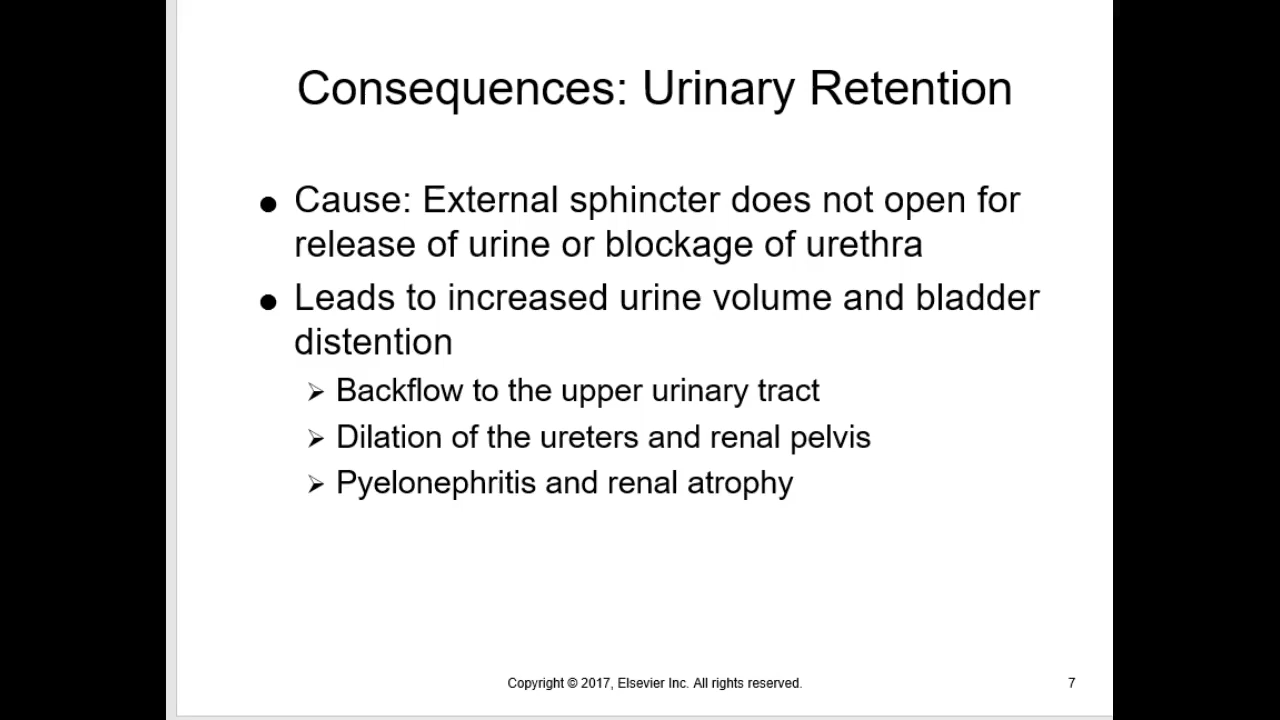 Consequences: Urinary Retention
● Cause: External sphincter does not open for
release of urine or blockage of urethra
● Leads to increased urine volume and bladder
distention
➢ Backflow to the upper urinary tract
➢ Dilation of the ureters and renal pelvis
➢ Pyelonephritis and renal atrophy
Copyright © 2017, Elsevier Inc. All rights reserved.
7